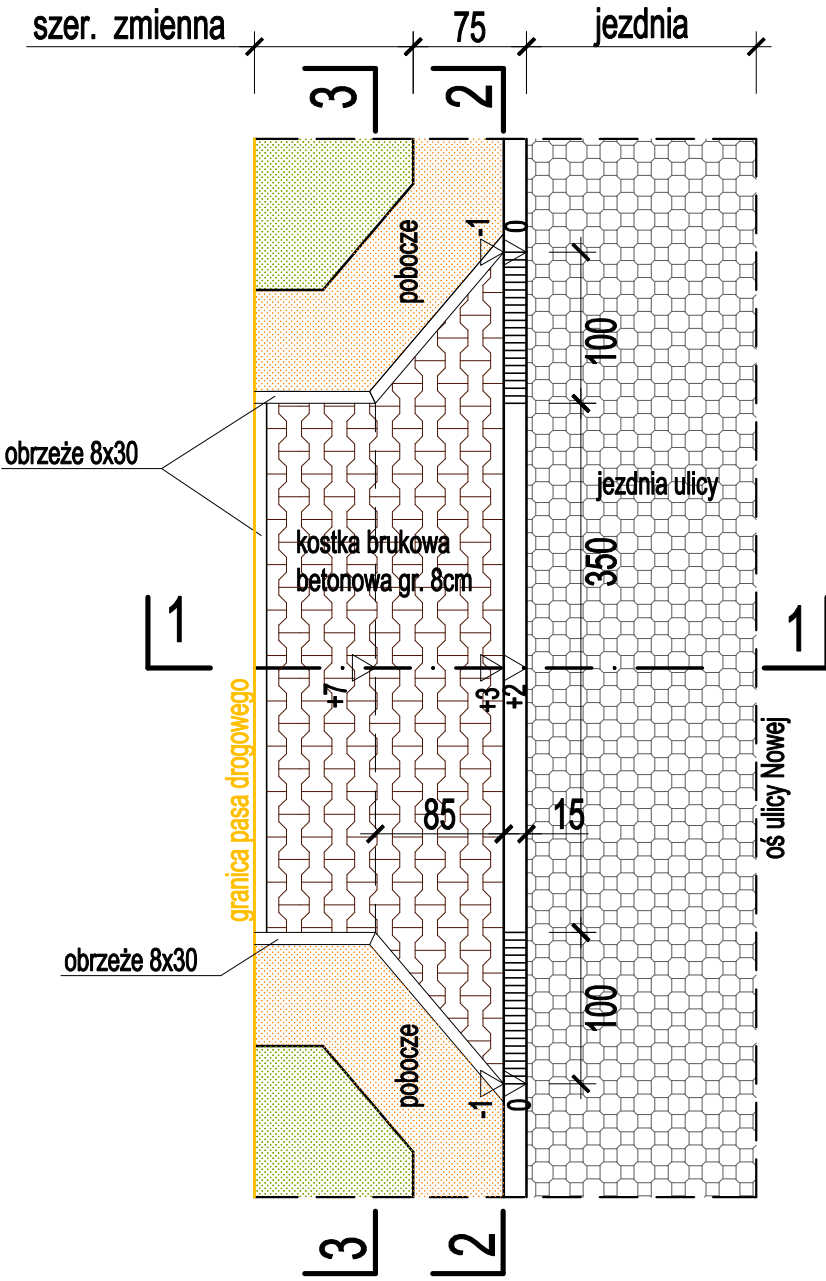 szer. zmienna
75
jezdnia
3
2
pobocze
-1
0
100
obrzeże 8x30
jezdnia ulicy
kostka brukowa
betonowa gr. 8cm
350
1
1
+7
+3
+2
granica pasa drogowego
oś ulicy Nowej
85
15
obrzeże 8x30
100
pobocze
-1
0
3
2